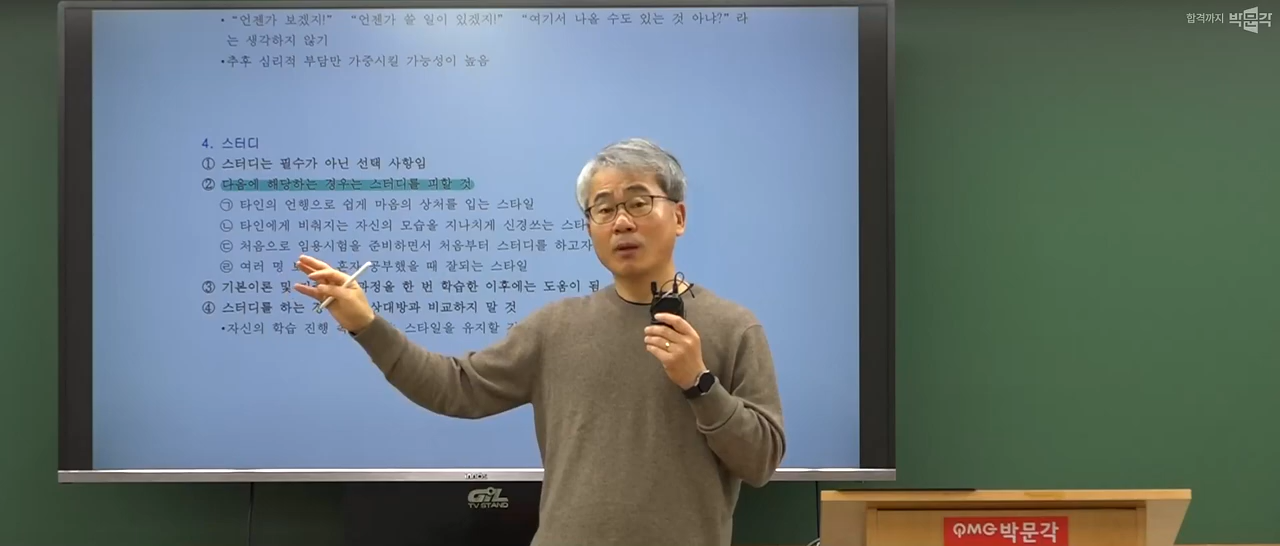 합격까지 박문각
• “언젠가 보겠지!” “언젠가 쓸 일이 있겠지!” “여기서 나올 수도 있는 것 아냐?” 라
는 생각하지 않기
•추후 심리적 부담만 가중시킬 가능성이 높음
4. 스터디
① 스터디는 필수가 아닌 선택 사항임
② 다음에 해당하는 경우는 스터디를 피할 것
㉠ 타인의 언행으로 쉽게 마음의 상처를 입는 스타일
㉡ 타인에게 비춰지는 자신의 모습을 지나치게 신경쓰는 스타
㉢ 처음으로 임용시험을 준비하면서 처음부터 스터디를 하고자
㉣ 여러 명 혼자 공부했을 때 잘되는 스타일
③ 기본이론 및 과정을 한 번 학습한 이후에는 도움이 됨
④ 스터디를 하는 상대방과 비교하지 말 것
•자신의 학습 진행 스타일을 유지할
innos
GIL
TV STAND
PMG 박문각